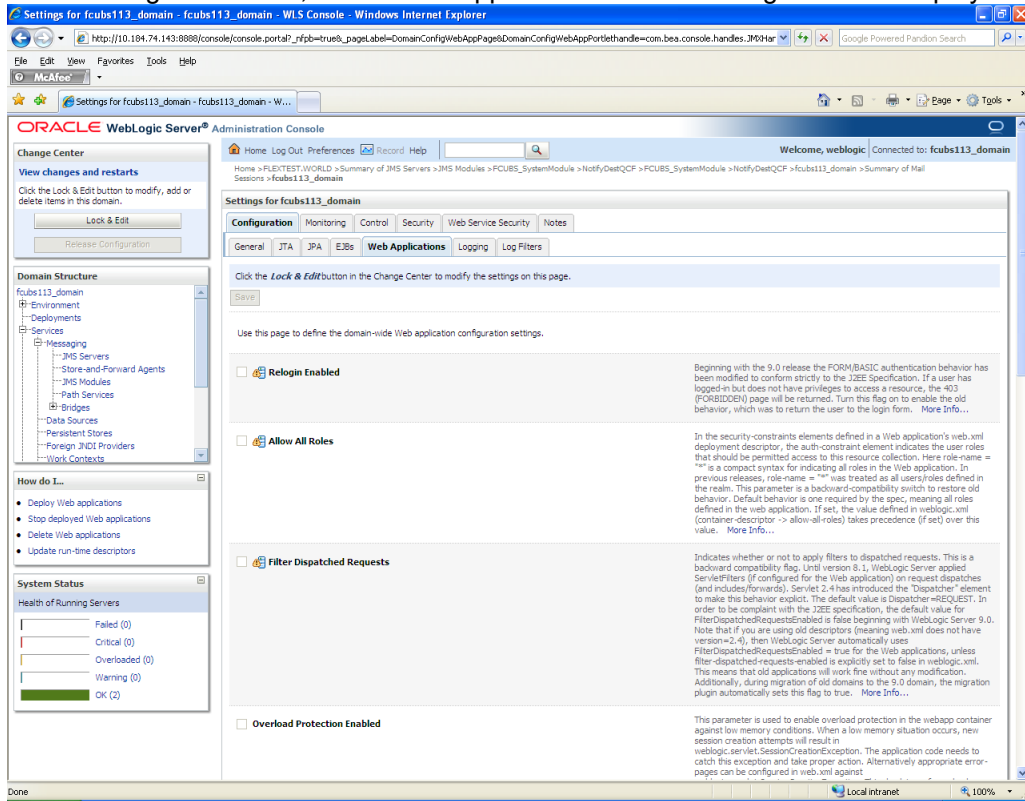 Settings for fcubs113_domain - fcubs113_domain - WLS Console - Windows Internet Explorer
http://10.184.74.143:8888/console/console.portal?_nfpb=true&_pageLabel=DomainConfigWebAppPage&DomainConfigWebAppPortlethandle=com.bea.console.handles.JMXHar
Google Powered Pandion Search
File Edit View Favorites Tools Help
McAfee
Settings for fcubs113_domain - fcubs113_domain - W...
Page Tools
ORACLE WebLogic Server® Administration Console
Change Center
View changes and restarts
Click the Lock & Edit button to modify, add or
delete items in this domain.
Lock & Edit
Release Configuration
Domain Structure
fcubs113_domain
Environment
Deployments
Services
Messaging
JMS Servers
Store-and-Forward Agents
JMS Modules
Path Services
Bridges
Data Sources
Persistent Stores
Foreign JNDI Providers
Work Contexts
How do I...
Deploy Web applications
Stop deployed Web applications
Delete Web applications
Update run-time descriptors
System Status
Health of Running Servers
Failed (0)
Critical (0)
Overloaded (0)
Warning (0)
OK (2)
Home Log Out Preferences Record Help
Welcome, weblogic Connected to: fcubs113_domain
Home >FLEXTEST.WORLD >Summary of JMS Servers >JMS Modules >FCUBS_SystemModule >NotifyDestQCF >FCUBS_SystemModule >NotifyDestQCF >fcubs113_domain >Summary of Mail
Sessions >fcubs113_domain
Settings for fcubs113_domain
Configuration Monitoring Control Security Web Service Security Notes
General JTA JPA EJBs Web Applications Logging Log Filters
Click the Lock & Edit button in the Change Center to modify the settings on this page.
Save
Use this page to define the domain-wide Web application configuration settings.
Relogin Enabled
Beginning with the 9.0 release the FORM/BASIC authentication behavior has
been modified to conform strictly to the J2EE Specification. If a user has
logged-in but does not have privileges to access a resource, the 403
(FORBIDDEN) page will be returned. Turn this flag on to enable the old
behavior, which was to return the user to the login form. More Info...
Allow All Roles
In the security-constraints elements defined in a Web application's web.xml
deployment descriptor, the auth-constraint element indicates the user roles
that should be permitted access to this resource collection. Here role-name =
"*" is a compact syntax for indicating all roles in the Web application. In
previous releases, role-name = "*" was treated as all users/roles defined in
the realm. This parameter is a backward-compatibility switch to restore old
behavior. Default behavior is one required by the spec, meaning all roles
defined in the web application. If set, the value defined in weblogic.xml
(container-descriptor -> allow-all-roles) takes precedence (if set) over this
value. More Info...
Filter Dispatched Requests
Indicates whether or not to apply filters to dispatched requests. This is a
backward compatibility flag. Until version 8.1, WebLogic Server applied
ServletFilters (if configured for the Web application) on request dispatches
(and includes/forwards). Servlet 2.4 has introduced the "Dispatcher" element
to make this behavior explicit. The default value is Dispatcher=REQUEST. In
order to be complaint with the J2EE specification, the default value for
FilterDispatchedRequestsEnabled is false beginning with WebLogic Server 9.0.
Note that if you are using old descriptors (meaning web.xml does not have
version=2.4), then WebLogic Server automatically uses
FilterDispatchedRequestsEnabled = true for the Web applications, unless
filter-dispatched-requests-enabled is explicitly set to false in weblogic.xml.
This means that old applications will work fine without any modification.
Additionally, during migration of old domains to the 9.0 domain, the migration
plugin automatically sets this flag to true. More Info...
Overload Protection Enabled
This parameter is used to enable overload protection in the webapp container
against low memory conditions. When a low memory situation occurs, new
session creation attempts will result in
weblogic.servlet.SessionCreationException. The application code needs to
catch this exception and take proper action. Alternatively appropriate error-
pages can be configured in web.xml against
Done
Local intranet
100%